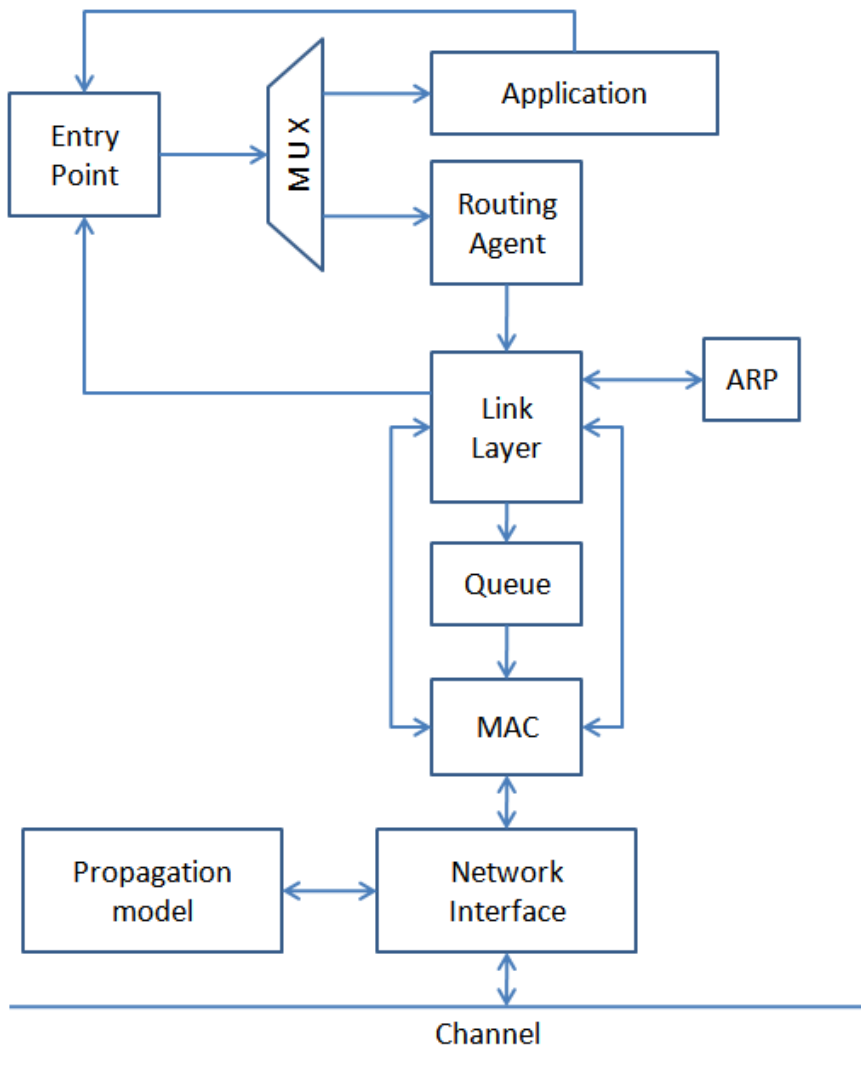 Application
Entry
Point
MUX
Routing
Agent
ARP
Link
Layer
Queue
MAC
Propagation
model
Network
Interface
Channel